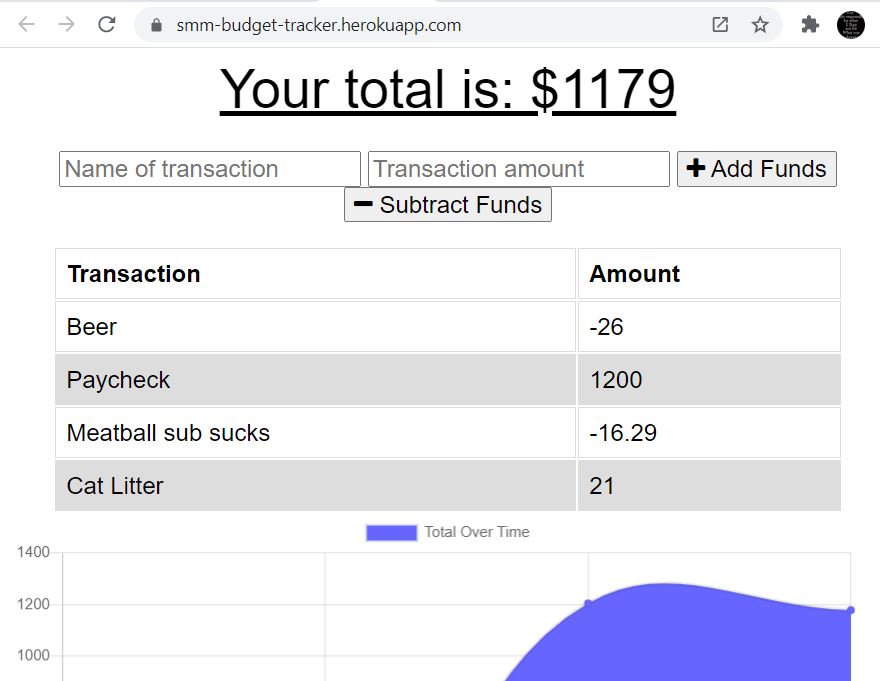 smm-budget-tracker.herokuapp.com
Your total is: $1179
Name of transaction Transaction amount + Add Funds
− Subtract Funds
Transaction Amount
Beer -26
Paycheck 1200
Meatball sub sucks -16.29
Cat Litter 21
Total Over Time
1400
1200
1000